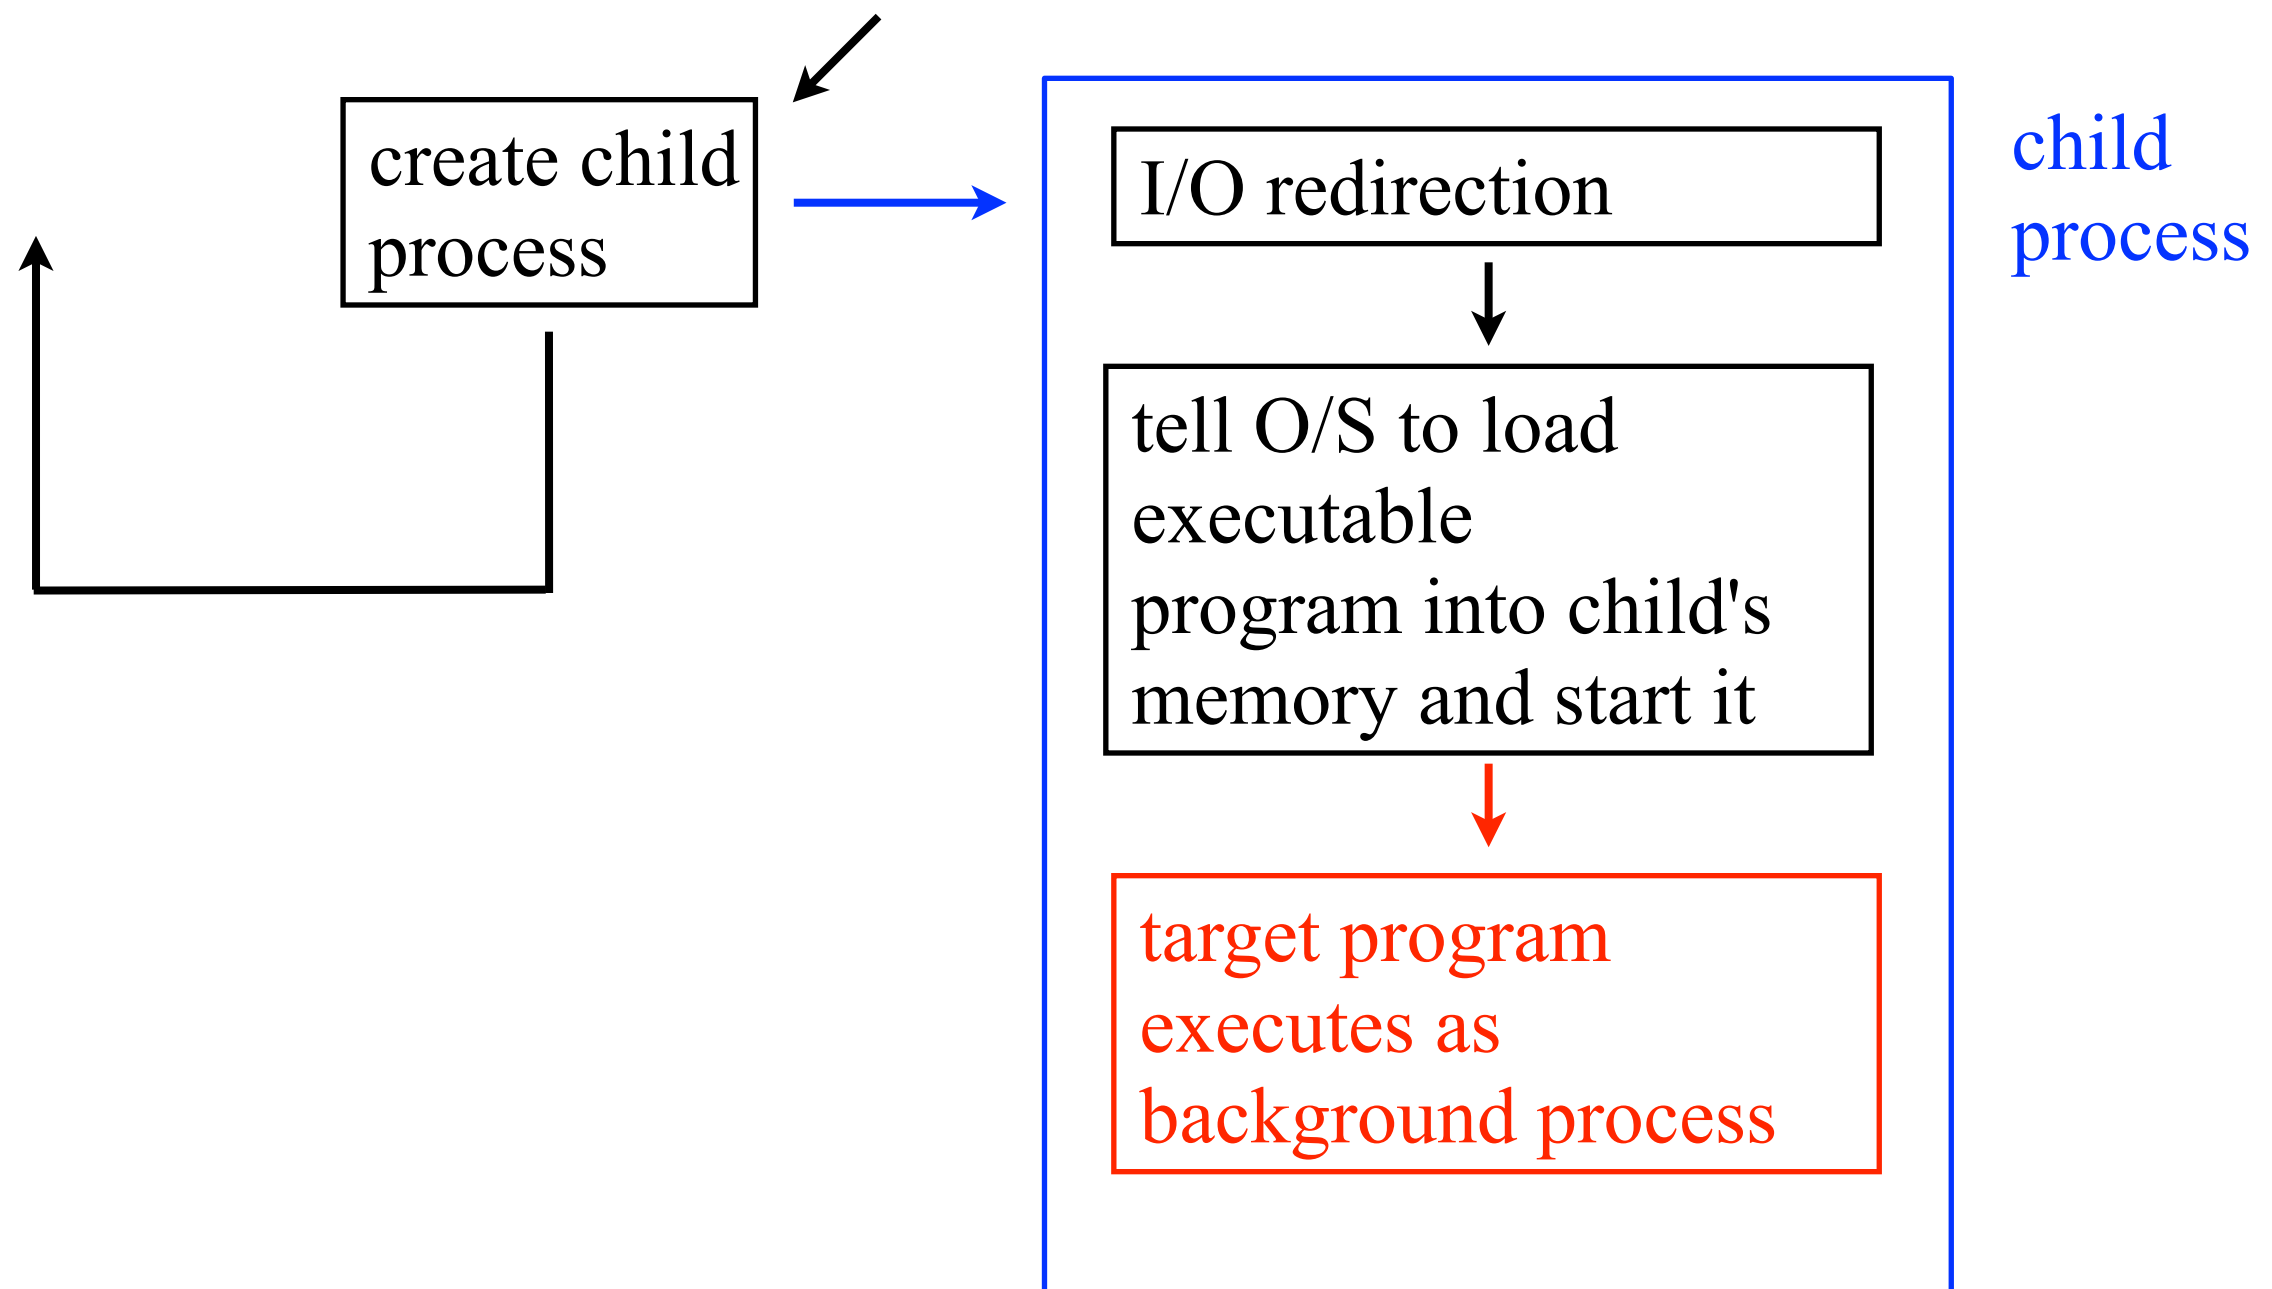 create child
process
I/O redirection
child
process
tell O/S to load
executable
program into child's
memory and start it
target program
executes as
background process